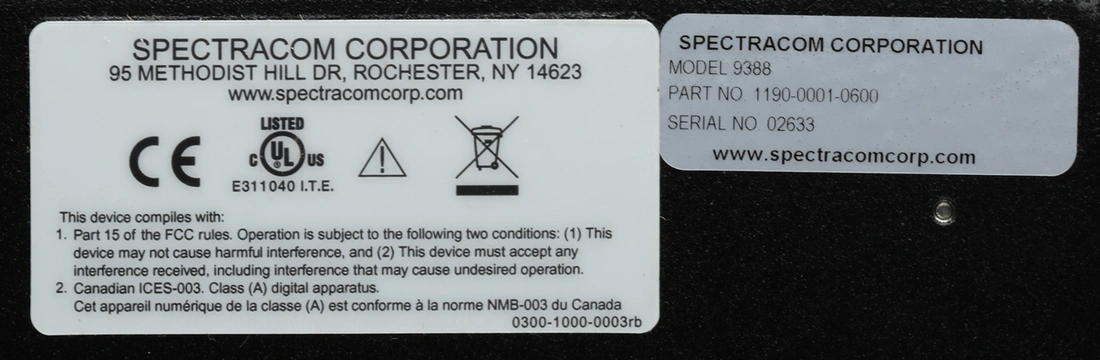 SPECTRACOM CORPORATION
95 METHODIST HILL DR, ROCHESTER, NY 14623
www.spectracomcorp.com
CE
LISTED
C UL US
E311040 I.T.E.
This device complies with:
1. Part 15 of the FCC rules. Operation is subject to the following two conditions: (1) This
device may not cause harmful interference, and (2) This device must accept any
interference received, including interference that may cause undesired operation.
2. Canadian ICES-003. Class (A) digital apparatus.
Cet appareil numérique de la classe (A) est conforme à la norme NMB-003 du Canada
0300-1000-0003rb
SPECTRACOM CORPORATION
MODEL 9388
PART NO. 1190-0001-0600
SERIAL NO. 02633
www.spectracomcorp.com